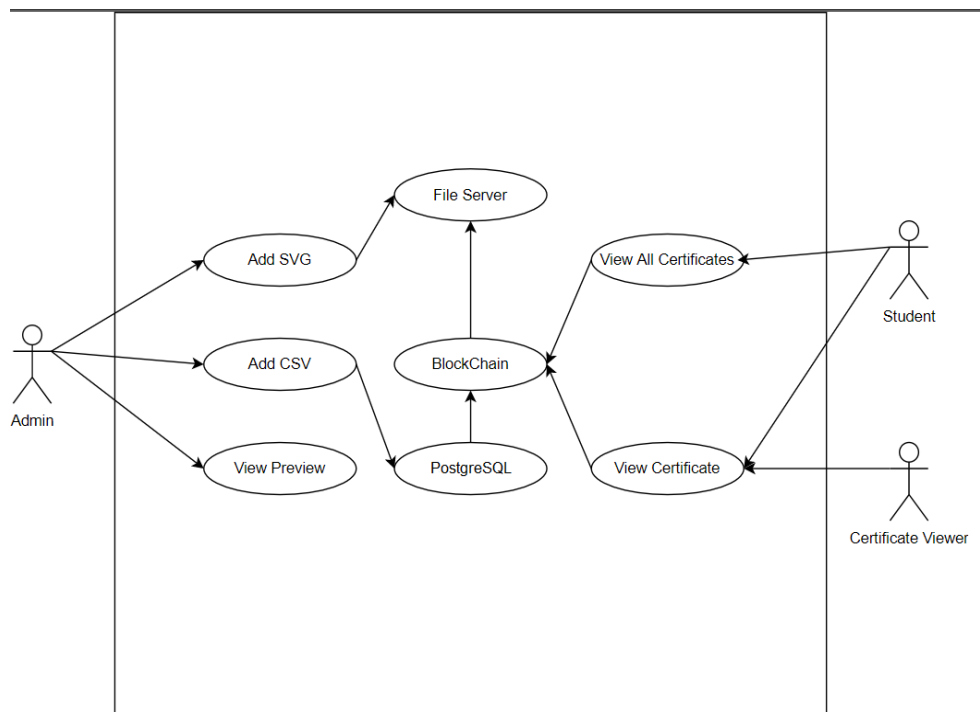 File Server
Add SVG
View All Certificates
Student
Add CSV
BlockChain
Admin
View Preview
PostgreSQL
View Certificate
Certificate Viewer